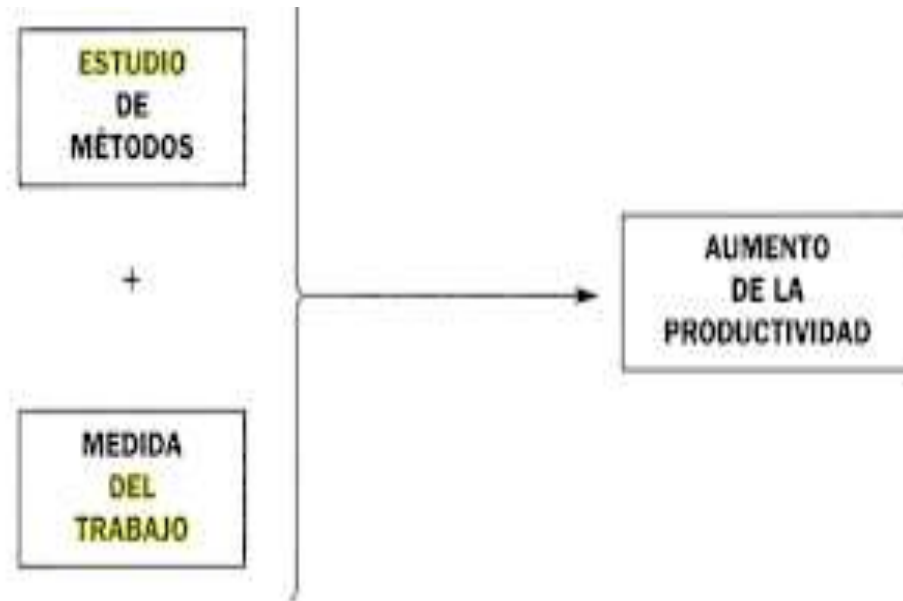 ESTUDIO
DE
MÉTODOS
+
MEDIDA
DEL
TRABAJO
AUMENTO
DE LA
PRODUCTIVIDAD